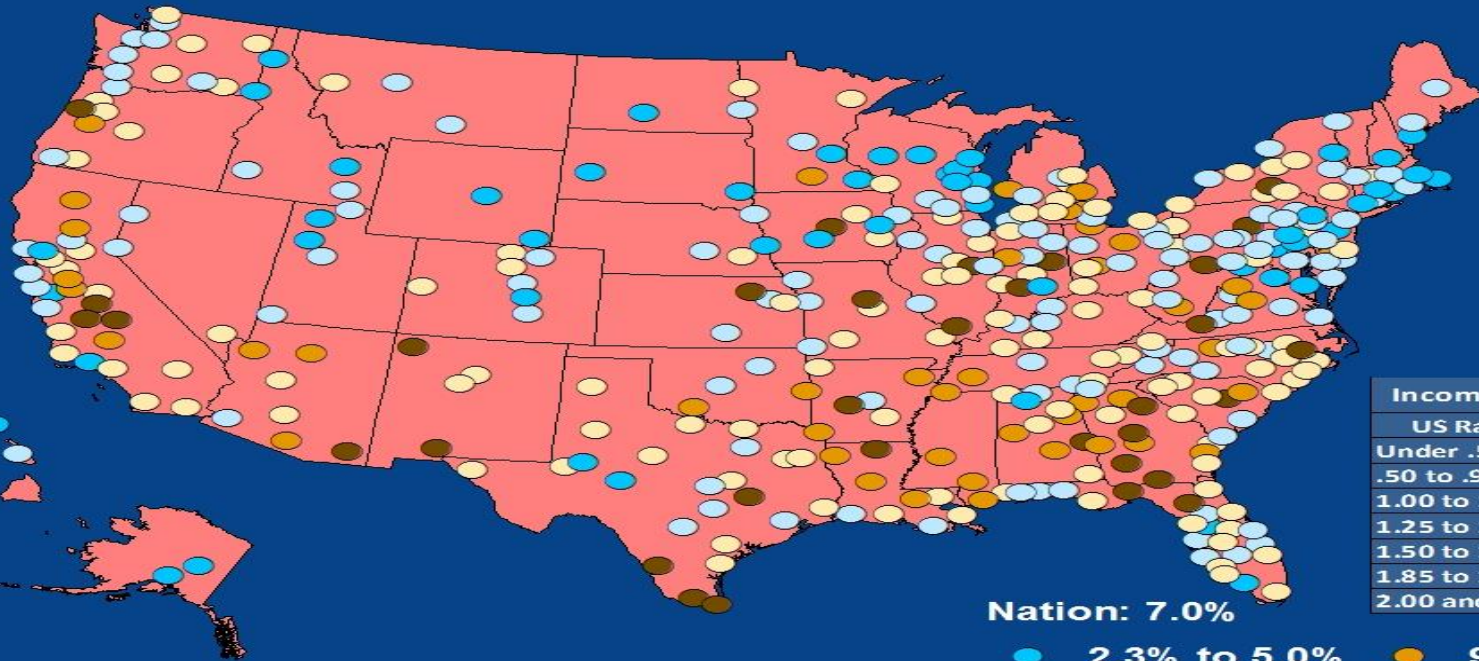 Incom
US Ra
Under .5
.50 to .9
1.00 to
1.25 to
1.50 to
1.85 to
2.00 and
Nation: 7.0%
2.3% to 5.0%